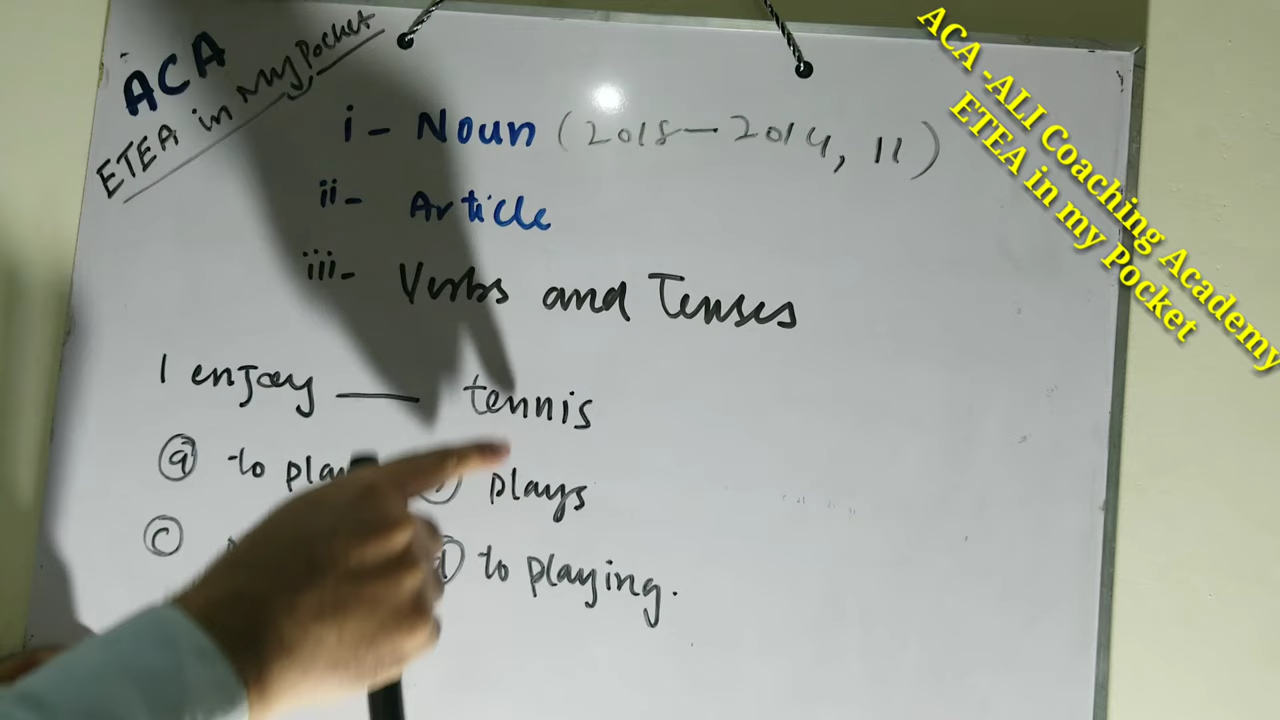 ACA
ETEA in My Pocket
i - Noun (2018 - 2014, 11)
ii - Article
iii - Verbs and Tenses
I enjoy ___ tennis
ⓐ to play
plays
ⓒ
ⓓ to playing.
ACA -ALI Coaching Academy
ETEA in my Pocket